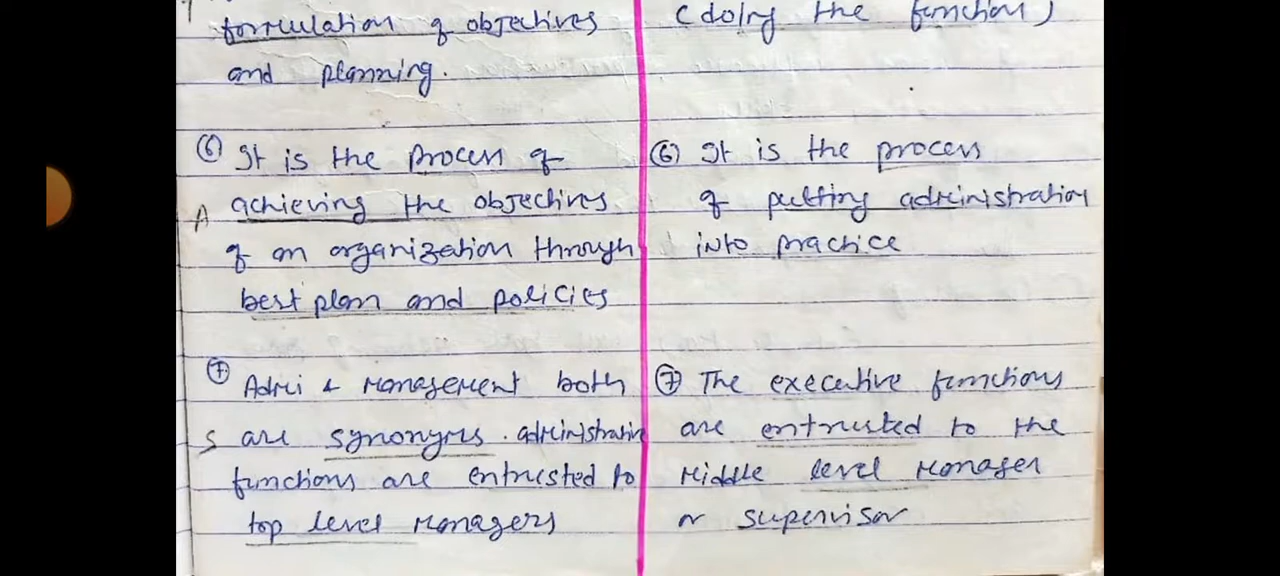 formulation of objectives
and planning.
⑥ It is the process of
A achieving the objectives
of an organization through
best plan and policies
⑦
Admi & management both
S are synonyms. administrative
functions are entrusted to
top level managers
(doing the function)
⑥ It is the process
of putting administration
into practice
⑦ The executive functions
are entrusted to the
middle level manager
or supervisor